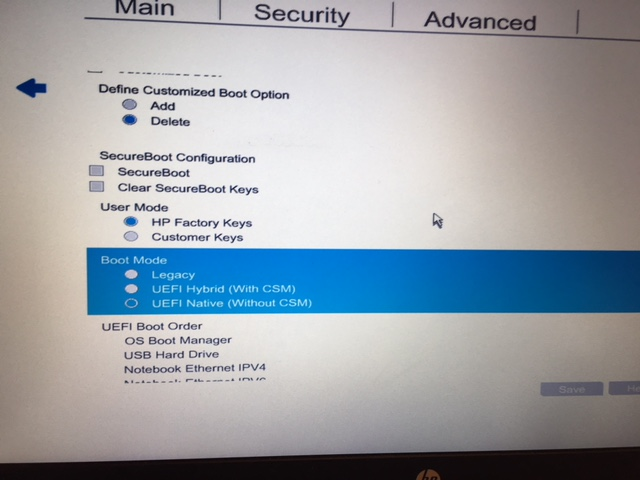 Main
Security
Advanced
Define Customized Boot Option
Add
Delete
SecureBoot Configuration
SecureBoot
Clear SecureBoot Keys
User Mode
HP Factory Keys
Customer Keys
Boot Mode
Legacy
UEFI Hybrid (With CSM)
UEFI Native (Without CSM)
UEFI Boot Order
OS Boot Manager
USB Hard Drive
Notebook Ethernet IPV4
Save
hp